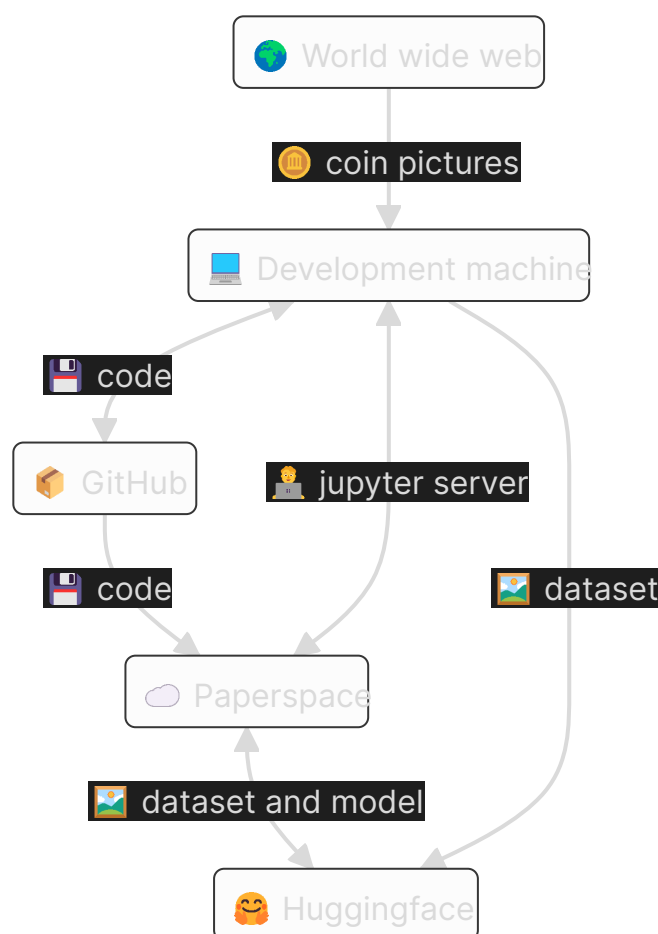 World wide web
coin pictures
Development machine
code
GitHub
jupyter server
code
dataset
Paperspace
dataset and model
Huggingface